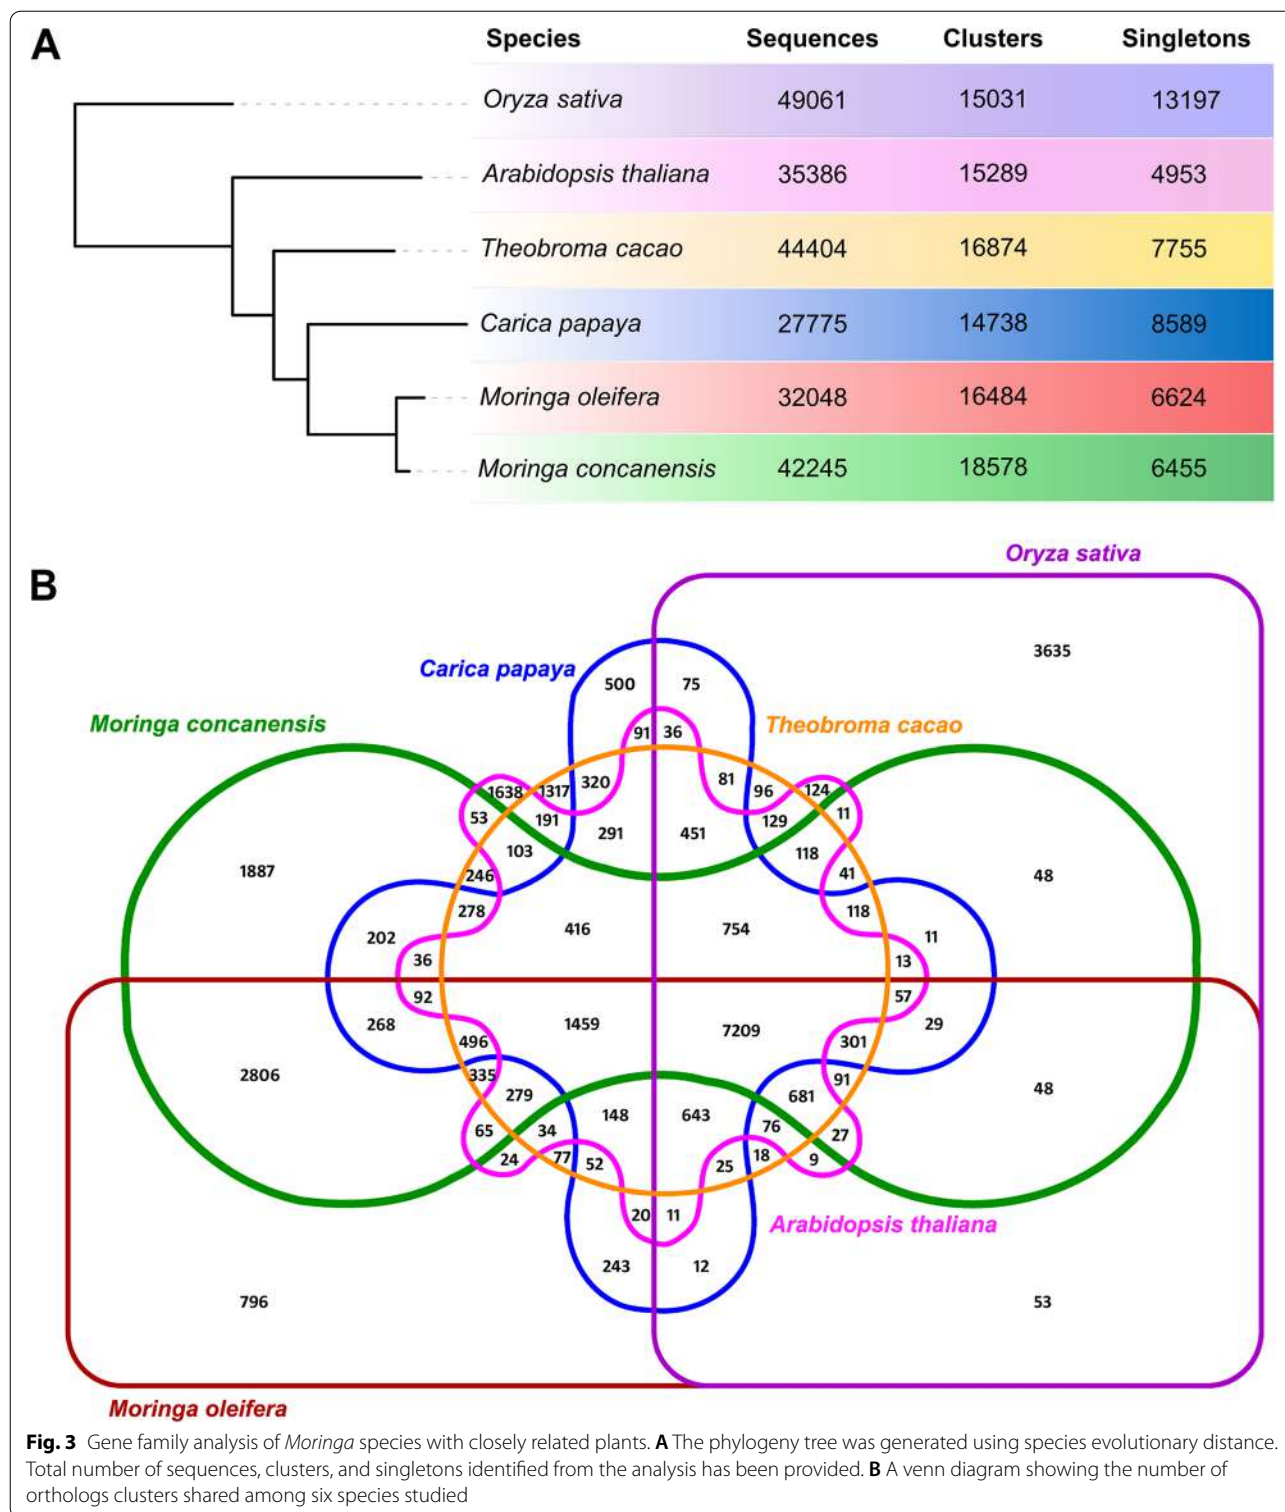 A
Species Sequences Clusters Singletons
Oryza sativa 49061 15031 13197
Arabidopsis thaliana 35386 15289 4953
Theobroma cacao 44404 16874 7755
Carica papaya 27775 14738 8589
Moringa oleifera 32048 16484 6624
Moringa concanensis 42245 18578 6455
B
Oryza sativa
3635
Carica papaya
500 75
Moringa concanensis
Theobroma cacao
91 36
320 81
1638 1317 96 124
53 191 129 11
291 451
103 118
1887 246 41 48
278 118
416 754
202 11
36 13
92 57
268 1459 7209 29
496 301
2806 335 91 48
279 681
148 643
65 34 76 27
24 77 52 25 18 9
20 11
Arabidopsis thaliana
243 12
796 53
Moringa oleifera
Fig. 3 Gene family analysis of Moringa species with closely related plants. A The phylogeny tree was generated using species evolutionary distance.
Total number of sequences, clusters, and singletons identified from the analysis has been provided. B A venn diagram showing the number of
orthologs clusters shared among six species studied